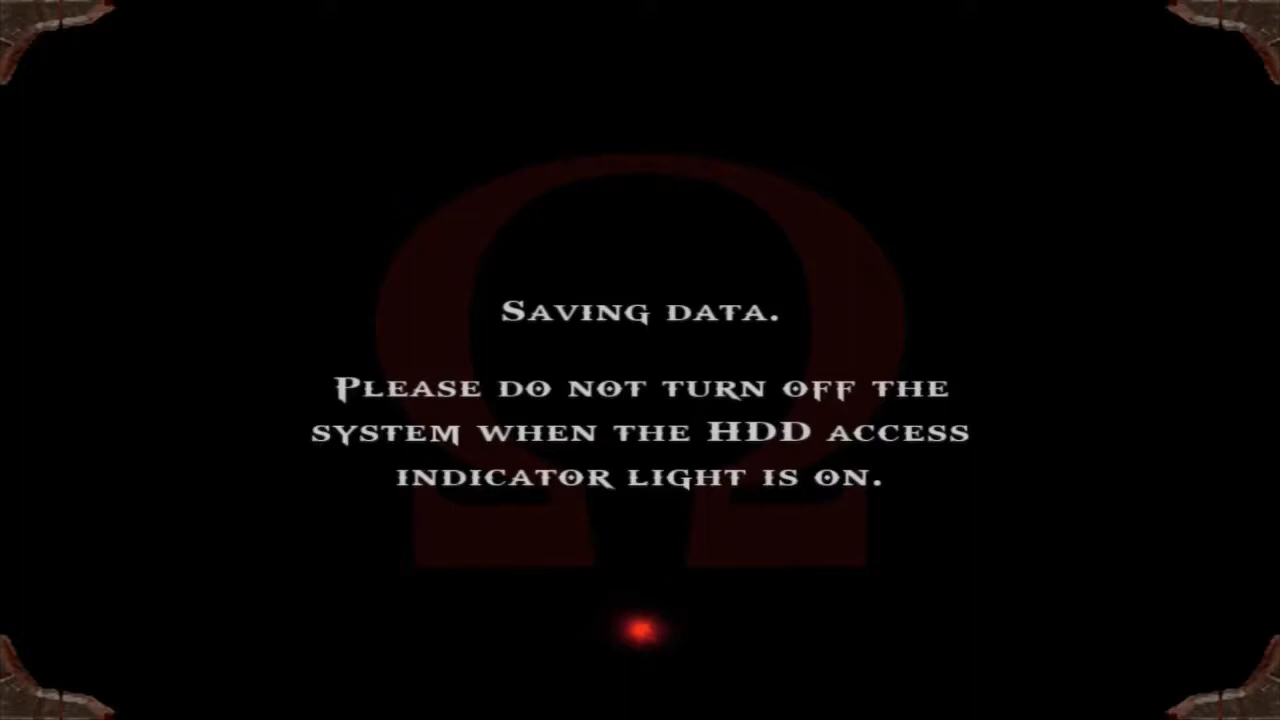 Saving data.
Please do not turn off the
system when the HDD access
indicator light is on.